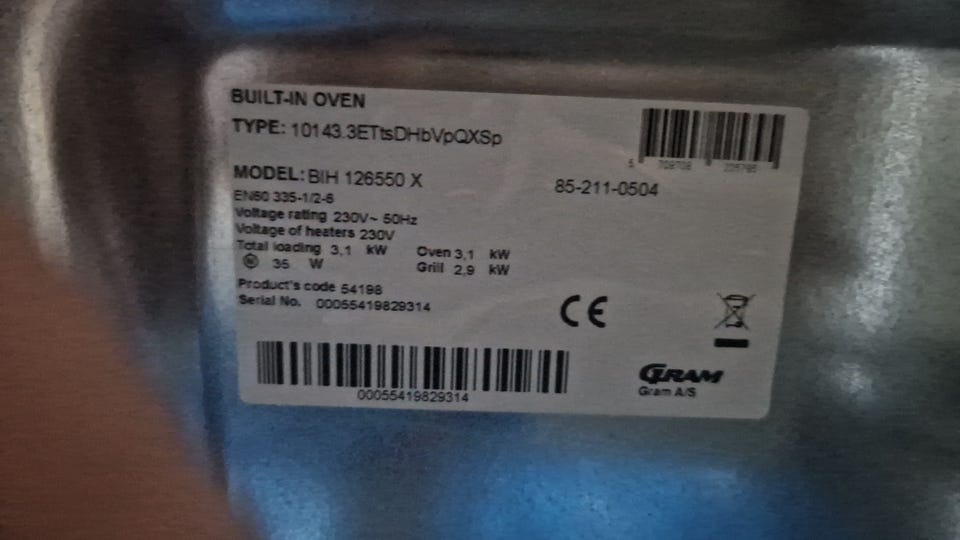 BUILT-IN OVEN
TYPE: 10143.3ETtsDHbVpQXSp
MODEL: BIH 126550 X
85-211-0504
EN60 335-1/2-6
Voltage rating 230V~ 50Hz
Voltage of heaters 230V
Total loading 3,1 kW Oven 3,1 kW
35 W Grill 2,9 kW
Product's code 54198
Serial No. 00055419829314
CE
00055419829314
GRAM
Gram A/S